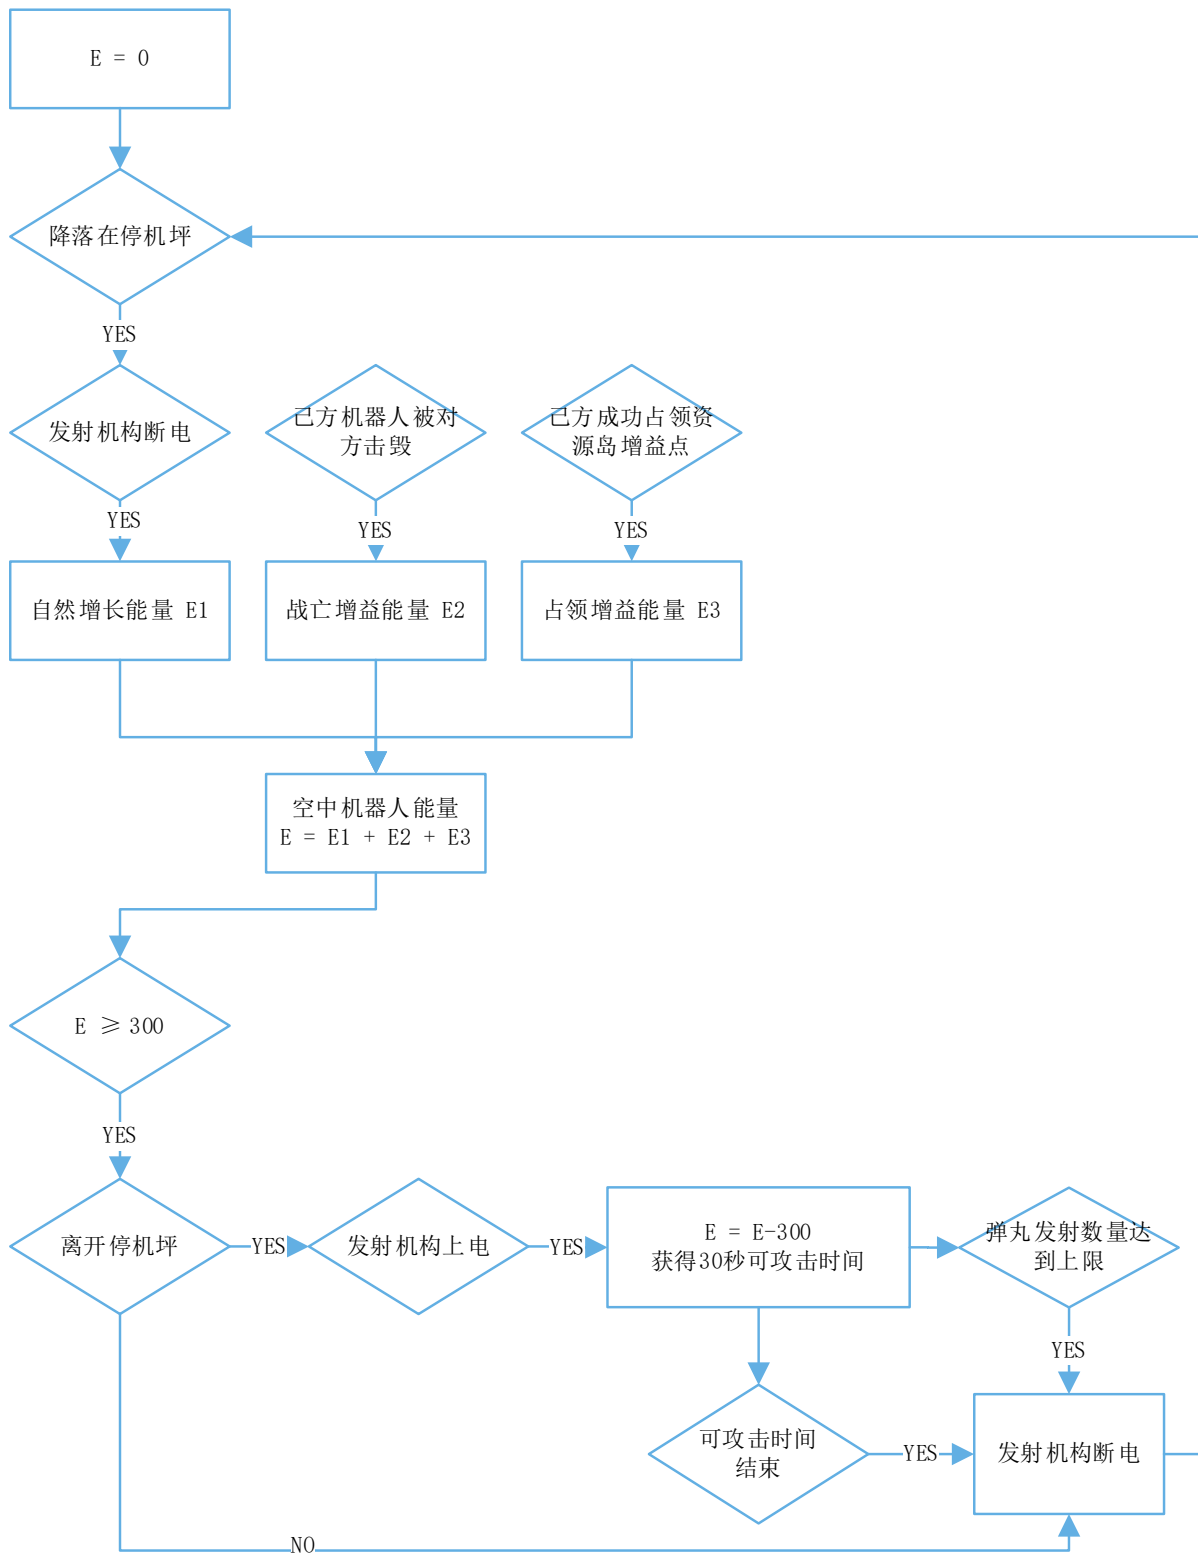 E = 0
降落在停机坪
YES
发射机构断电
己方机器人被对
方击毁
己方成功占领资
源岛增益点
YES
YES
YES
自然增长能量 E1
战亡增益能量 E2
占领增益能量 E3
空中机器人能量
E = E1 + E2 + E3
E ≥ 300
YES
离开停机坪
YES
发射机构上电
YES
E = E-300
获得30秒可攻击时间
弹丸发射数量达
到上限
YES
可攻击时间
结束
YES
发射机构断电
NO